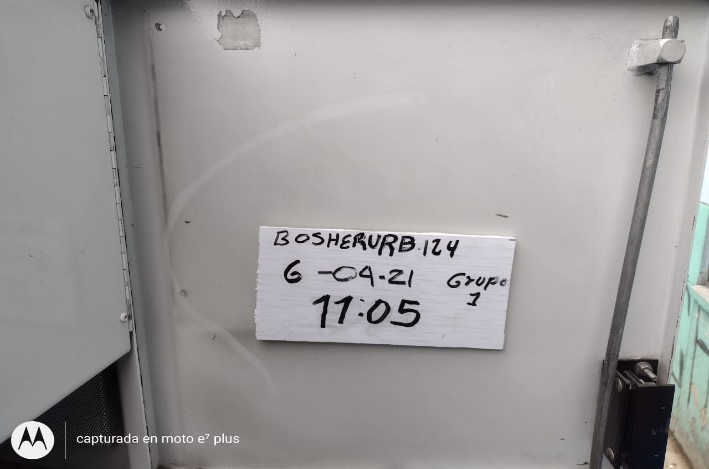 BOSHERURB.124
6-04-21 Grupo 1
11:05
capturada en moto e⁷ plus